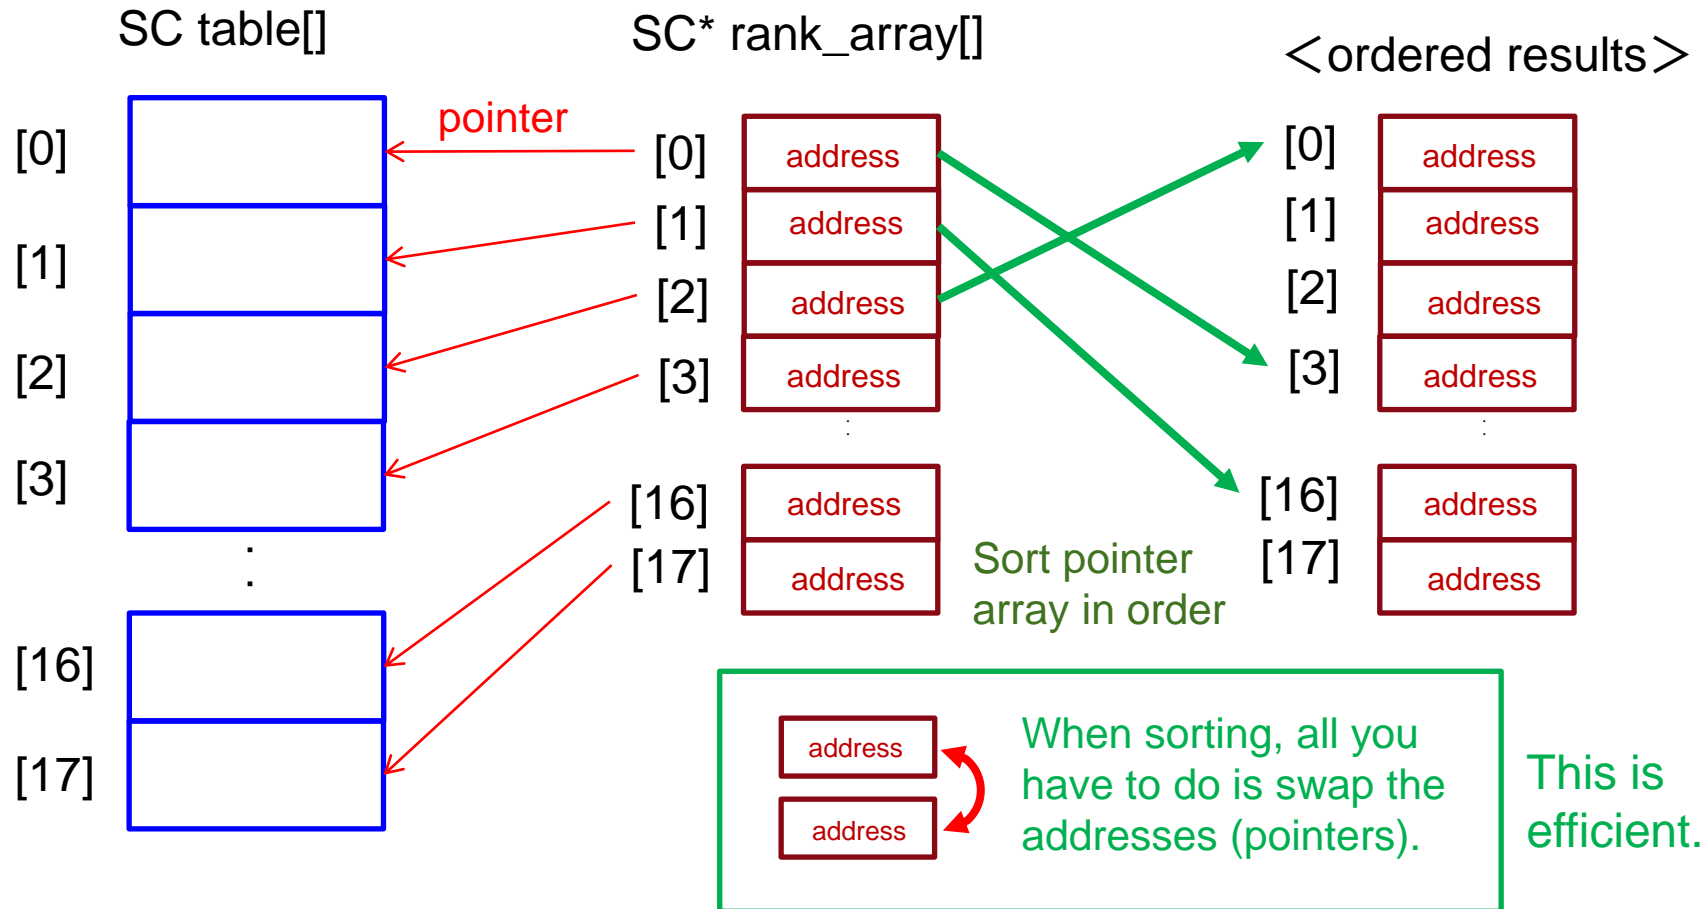 SC table[]
SC* rank_array[]
＜ordered results＞
pointer
[0]
[1]
[2]
[3]
:
[16]
[17]
[0] address
[1] address
[2] address
[3] address
:
[16] address
[17] address
[0] address
[1] address
[2] address
[3] address
:
[16] address
[17] address
Sort pointer
array in order
address
address
When sorting, all you
have to do is swap the
addresses (pointers).
This is
efficient.